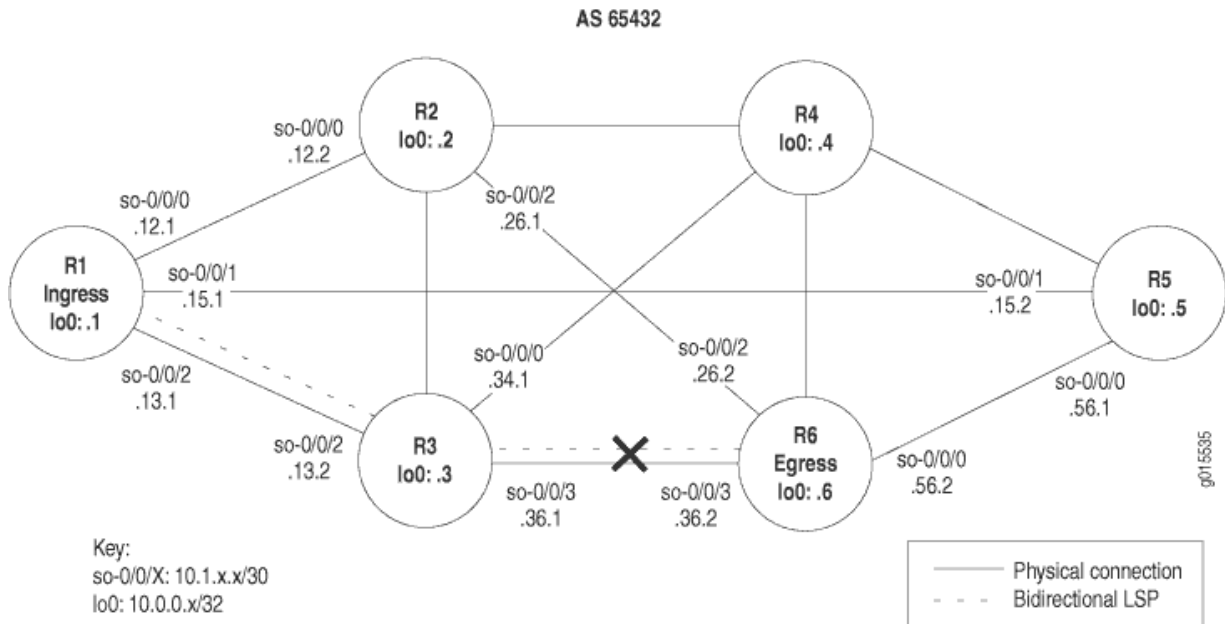 AS 65432
R2
lo0: .2
R4
lo0: .4
so-0/0/0
.12.2
so-0/0/2
.26.1
so-0/0/0
.12.1
R1
Ingress
lo0: .1
so-0/0/1
.15.1
so-0/0/1
.15.2
R5
lo0: .5
so-0/0/2
.13.1
so-0/0/0
.34.1
so-0/0/2
.26.2
so-0/0/0
.56.1
so-0/0/2
.13.2
R3
lo0: .3
R6
Egress
lo0: .6
so-0/0/0
.56.2
so-0/0/3
.36.1
so-0/0/3
.36.2
g015535
Key:
so-0/0/X: 10.1.x.x/30
lo0: 10.0.0.x/32
Physical connection
Bidirectional LSP